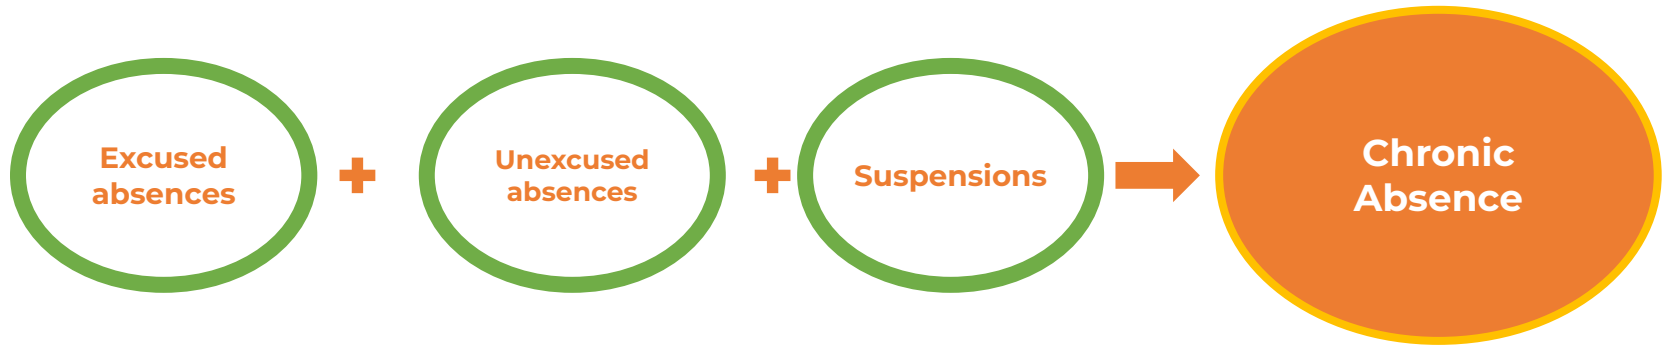 Excused
absences
+
Unexcused
absences
+
Suspensions
Chronic
Absence